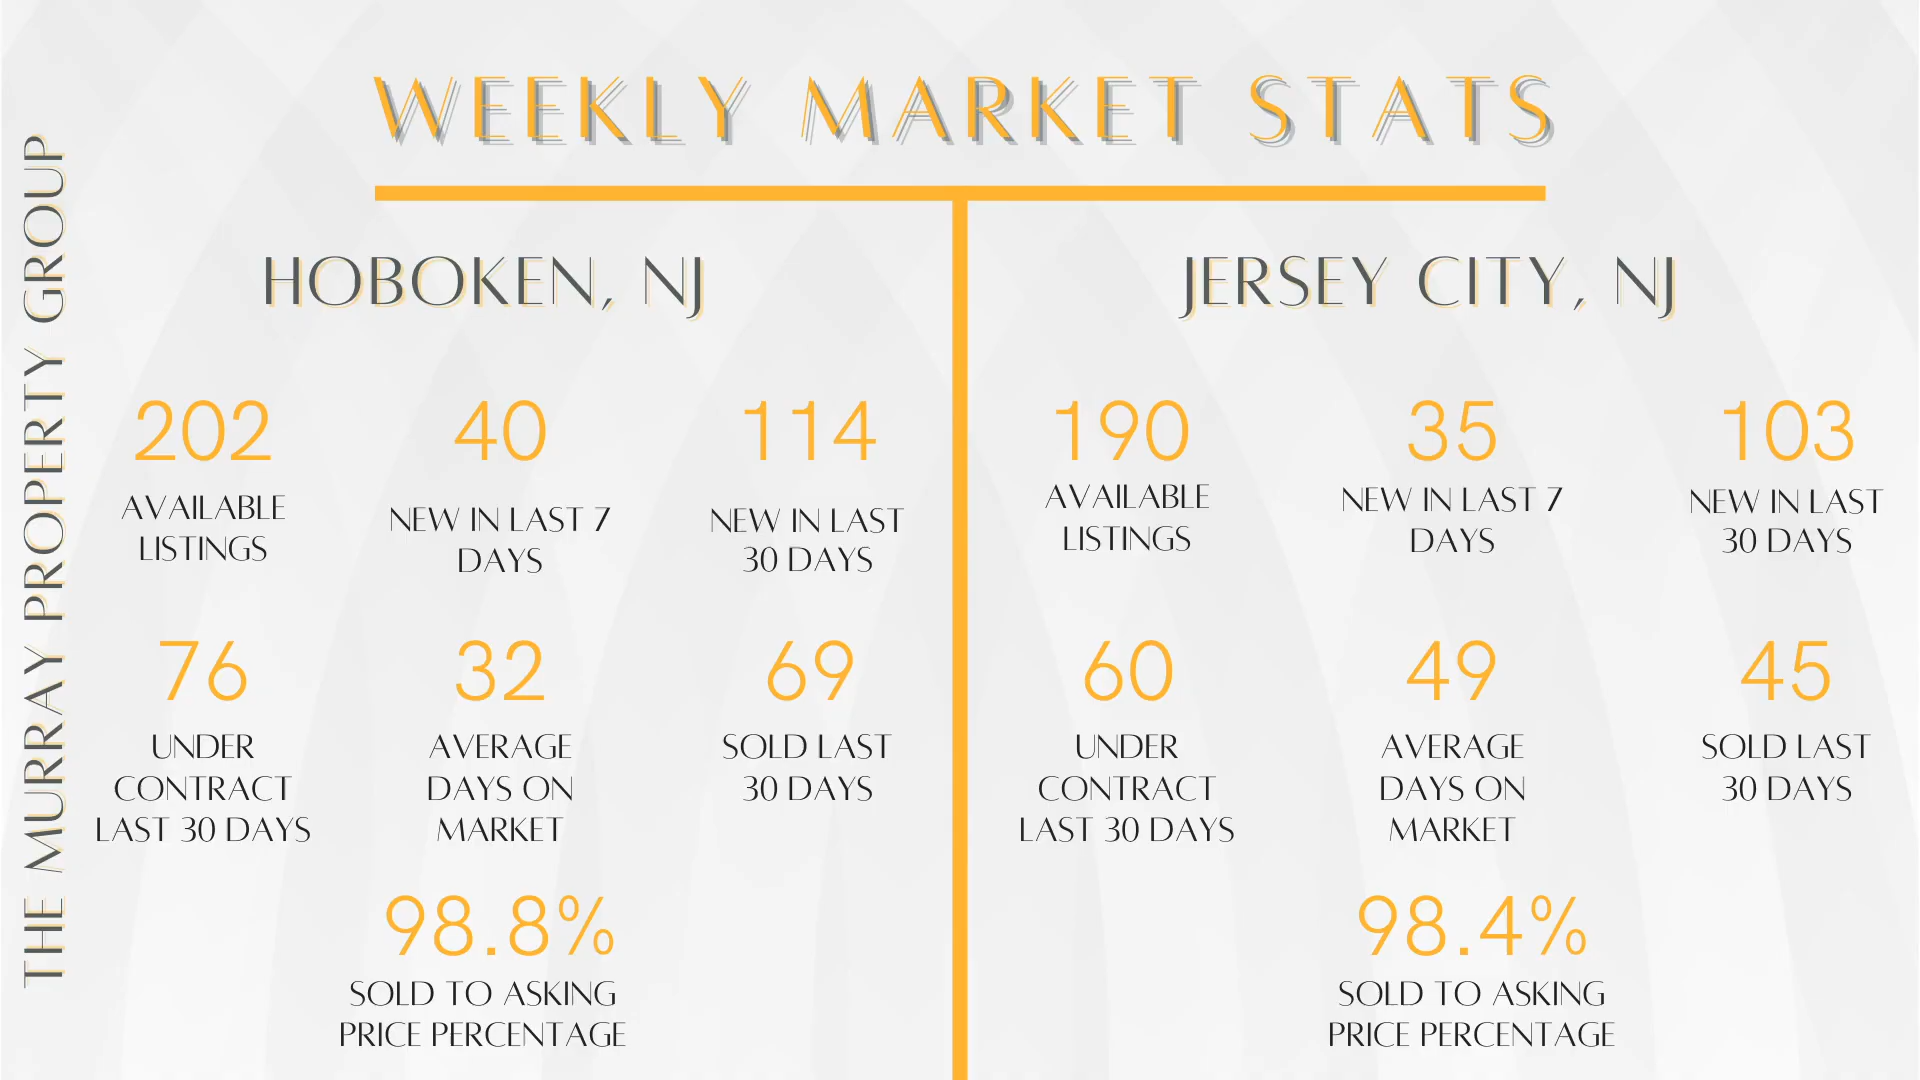 WEEKLY MARKET STATS
THE MURRAY PROPERTY GROUP
HOBOKEN, NJ
202
AVAILABLE
LISTINGS
40
NEW IN LAST 7
DAYS
114
NEW IN LAST
30 DAYS
76
UNDER
CONTRACT
LAST 30 DAYS
32
AVERAGE
DAYS ON
MARKET
69
SOLD LAST
30 DAYS
98.8%
SOLD TO ASKING
PRICE PERCENTAGE
JERSEY CITY, NJ
190
AVAILABLE
LISTINGS
35
NEW IN LAST 7
DAYS
103
NEW IN LAST
30 DAYS
60
UNDER
CONTRACT
LAST 30 DAYS
49
AVERAGE
DAYS ON
MARKET
45
SOLD LAST
30 DAYS
98.4%
SOLD TO ASKING
PRICE PERCENTAGE